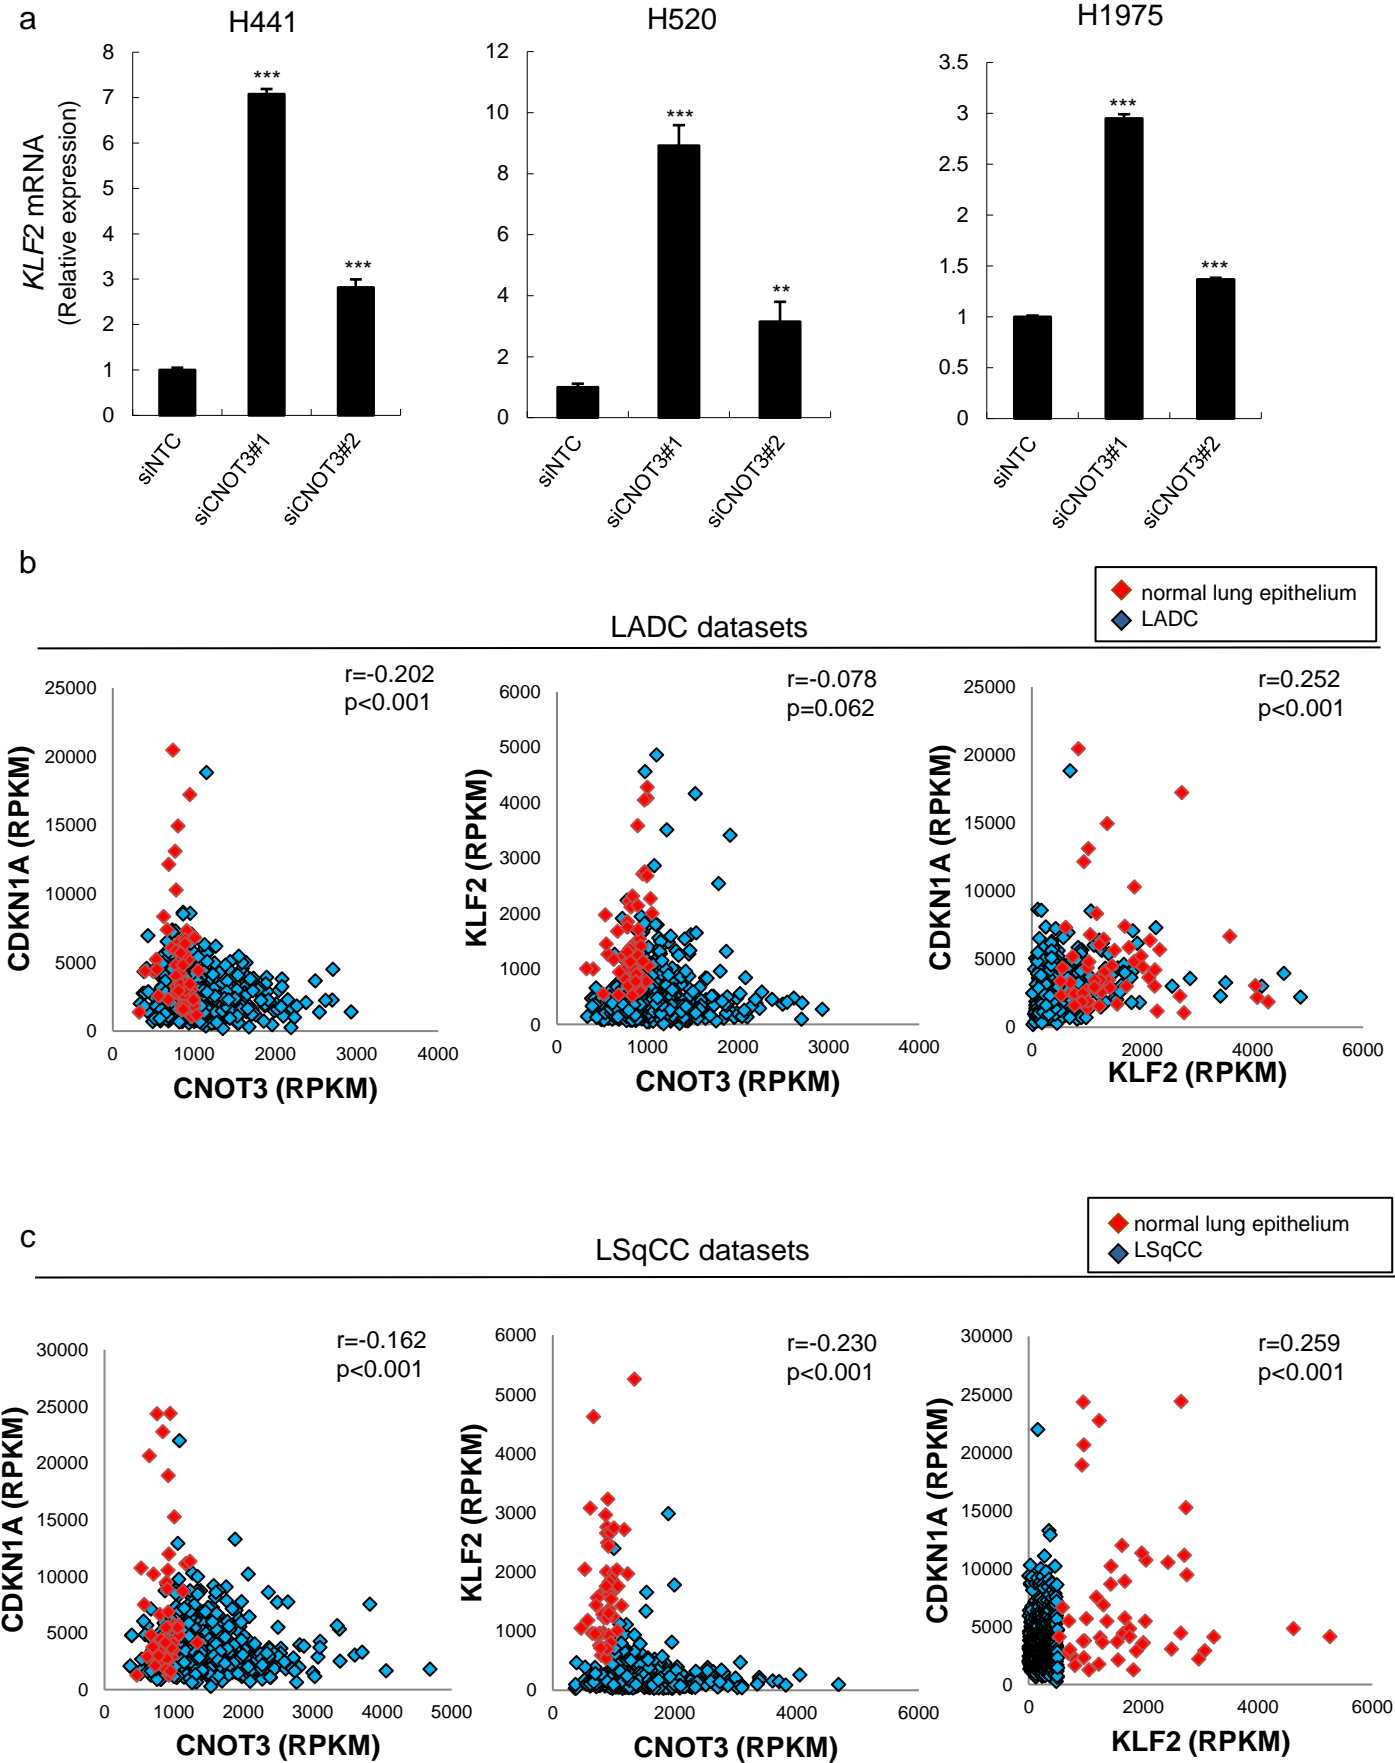 a
H441
H520
H1975
KLF2 mRNA
(Relative expression)
8
7
6
5
4
3
2
1
0
***
***
siNTC
siCNOT3#1
siCNOT3#2
12
10
8
6
4
2
0
***
**
siNTC
siCNOT3#1
siCNOT3#2
3.5
3
2.5
2
1.5
1
0.5
0
***
***
siNTC
siCNOT3#1
siCNOT3#2
b
normal lung epithelium
LADC
LADC datasets
r=-0.202
p<0.001
CDKN1A (RPKM)
25000
20000
15000
10000
5000
0
0 1000 2000 3000 4000
CNOT3 (RPKM)
r=-0.078
p=0.062
KLF2 (RPKM)
6000
5000
4000
3000
2000
1000
0
0 1000 2000 3000 4000
CNOT3 (RPKM)
r=0.252
p<0.001
CDKN1A (RPKM)
25000
20000
15000
10000
5000
0
0 2000 4000 6000
KLF2 (RPKM)
c
normal lung epithelium
LSqCC
LSqCC datasets
r=-0.162
p<0.001
CDKN1A (RPKM)
30000
25000
20000
15000
10000
5000
0
0 1000 2000 3000 4000 5000
CNOT3 (RPKM)
r=-0.230
p<0.001
KLF2 (RPKM)
6000
5000
4000
3000
2000
1000
0
0 2000 4000 6000
CNOT3 (RPKM)
r=0.259
p<0.001
CDKN1A (RPKM)
30000
25000
20000
15000
10000
5000
0
0 2000 4000 6000
KLF2 (RPKM)